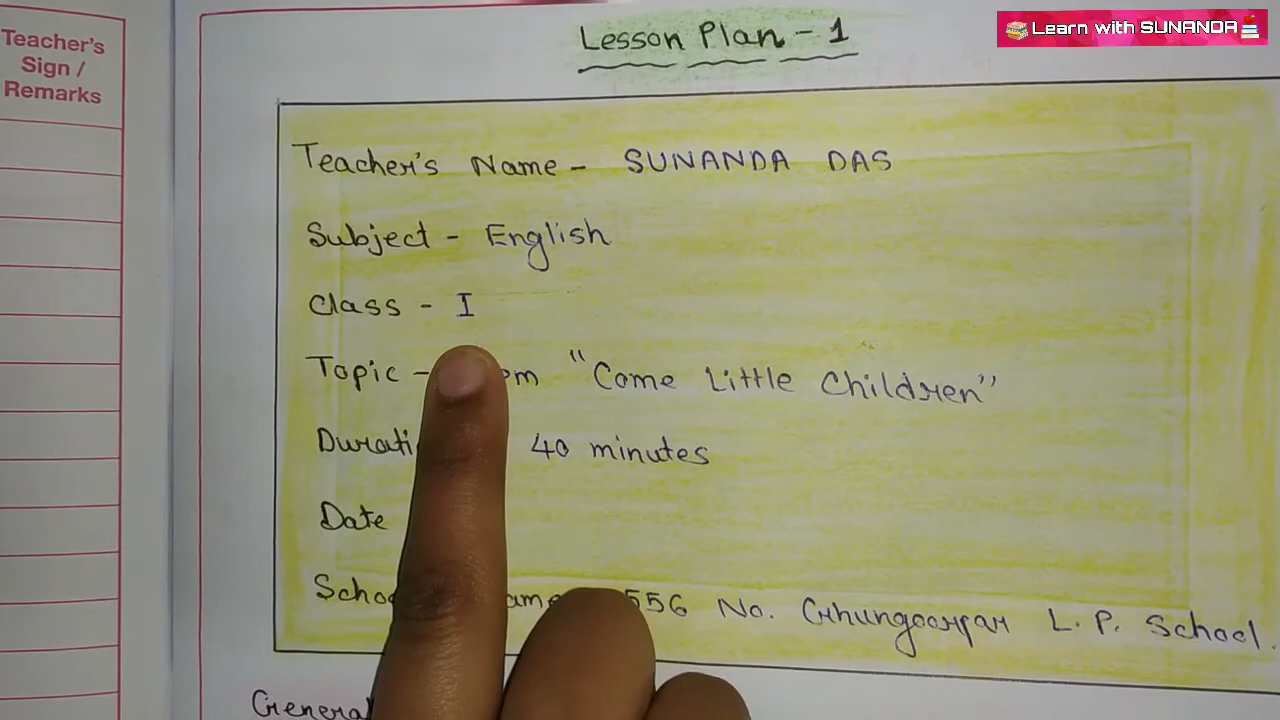 Learn with SUNANDA
Teacher's
Sign /
Remarks
Lesson Plan - 1
Teacher's Name - SUNANDA DAS
Subject - English
Class - I
Topic - "Come Little Children"
40 minutes
Date
556 No. L. P. School.
General